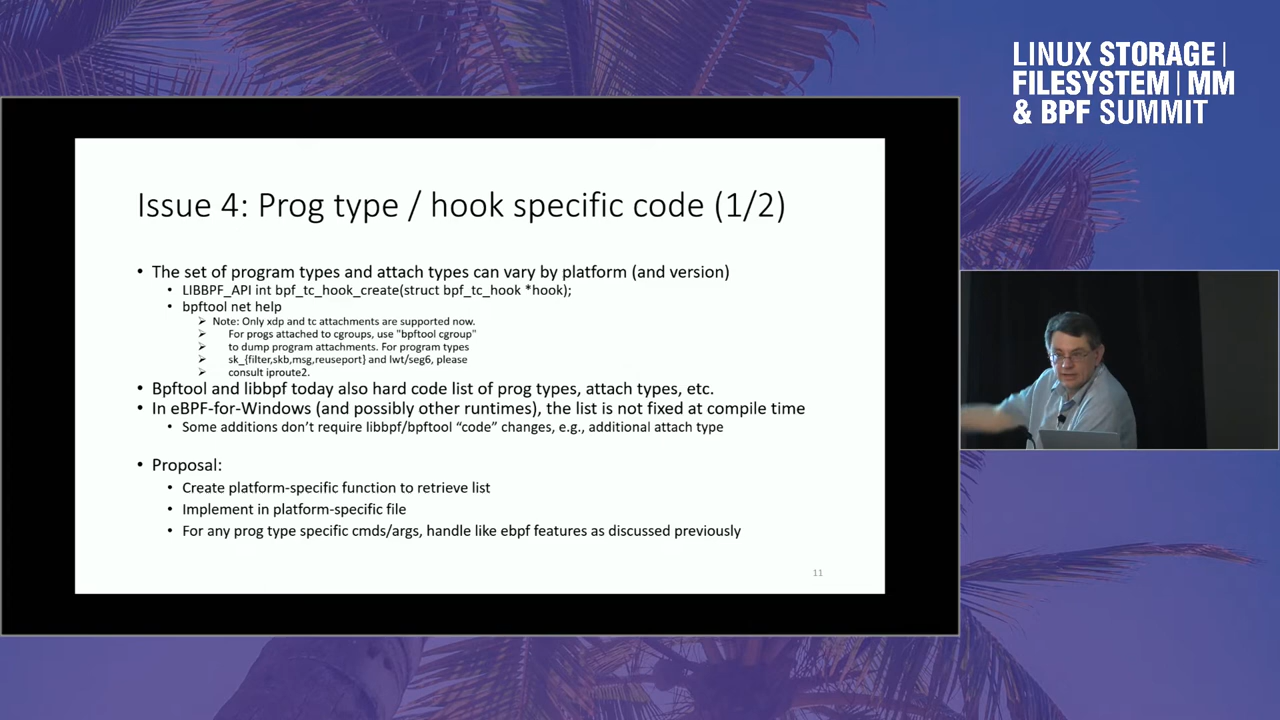 LINUX STORAGE |
FILESYSTEM | MM
& BPF SUMMIT
Issue 4: Prog type / hook specific code (1/2)
• The set of program types and attach types can vary by platform (and version)
• LIBBPF_API int bpf_tc_hook_create(struct bpf_tc_hook *hook);
• bpftool net help
➢ Note: Only xdp and tc attachments are supported now.
➢ For progs attached to cgroups, use "bpftool cgroup"
➢ to dump program attachments. For program types
➢ sk_{filter,skb,msg,reuseport} and lwt/seg6, please
➢ consult iproute2.
• Bpftool and libbpf today also hard code list of prog types, attach types, etc.
• In eBPF-for-Windows (and possibly other runtimes), the list is not fixed at compile time
• Some additions don’t require libbpf/bpftool “code” changes, e.g., additional attach type
• Proposal:
• Create platform-specific function to retrieve list
• Implement in platform-specific file
• For any prog type specific cmds/args, handle like ebpf features as discussed previously
11